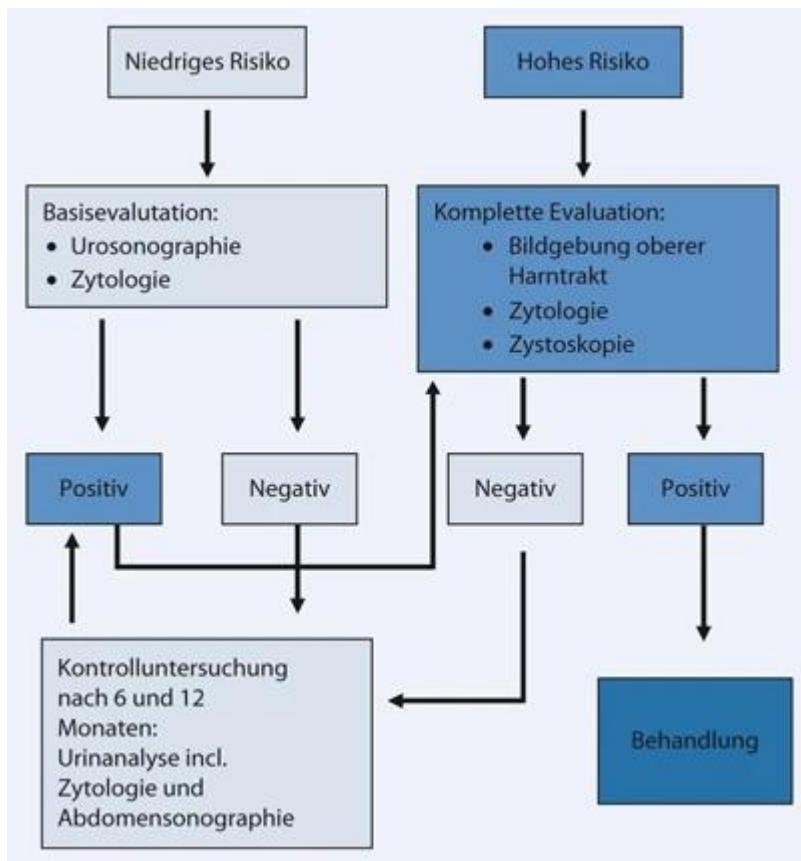 Niedriges Risiko
Hohes Risiko
Basisevalutation:
• Urosonographie
• Zytologie
Komplette Evaluation:
• Bildgebung oberer
Harntrakt
• Zytologie
• Zystoskopie
Positiv
Negativ
Negativ
Positiv
Kontrolluntersuchung
nach 6 und 12
Monaten:
Urinanalyse incl.
Zytologie und
Abdomensonographie
Behandlung